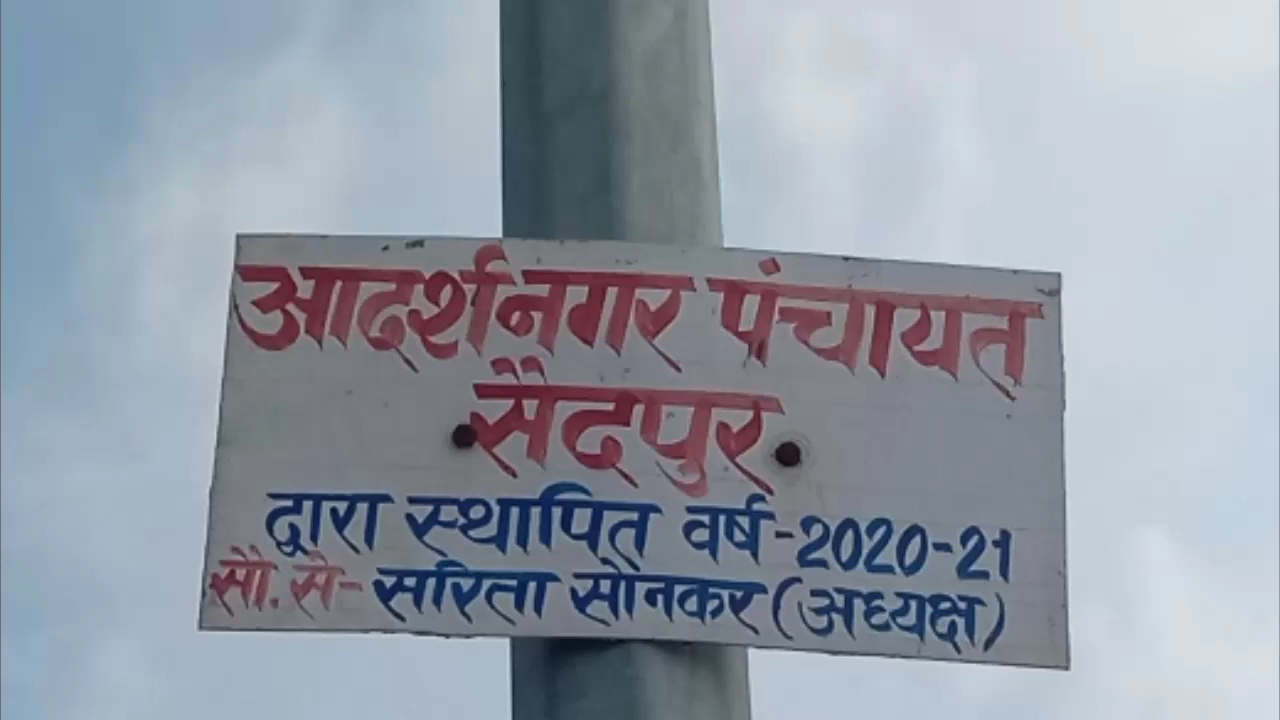 आदर्शनगर पंचायत
सैदपुर
द्वारा स्थापित वर्ष-2020-21
सौ. सै- सरिता सोनकर (अध्यक्ष)